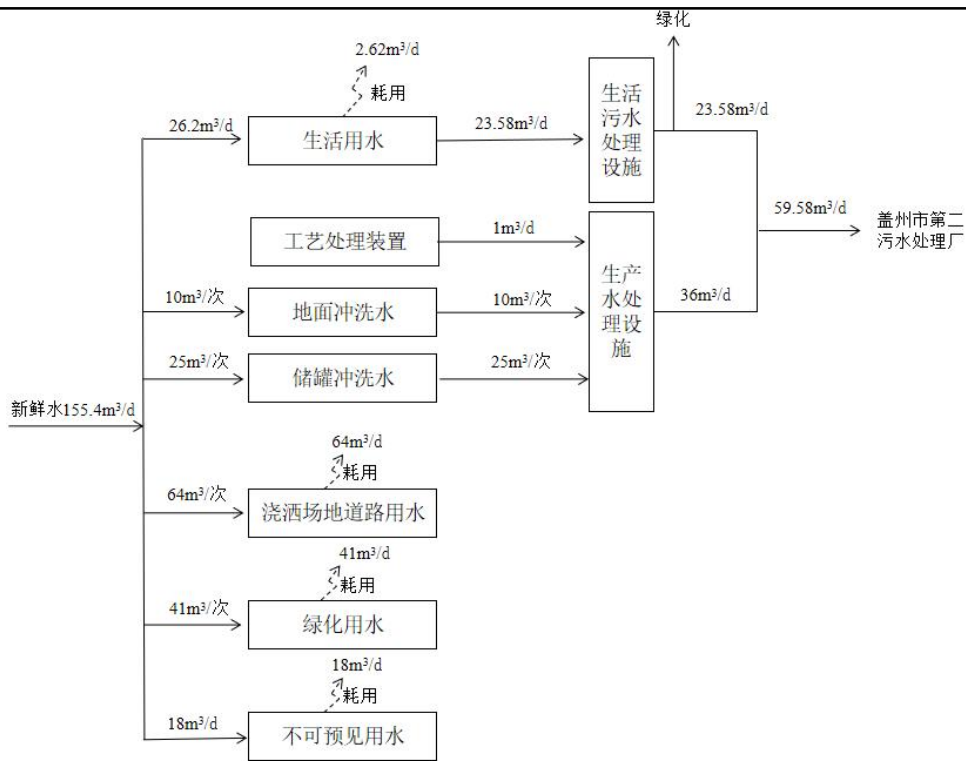 绿化
2.62m³/d
耗用
26.2m³/d
生活用水
23.58m³/d
生活
污水
处理
设施
23.58m³/d
工艺处理装置
1m³/d
59.58m³/d
盖州市第二
污水处理厂
10m³/次
地面冲洗水
10m³/次
生产
水处
理设
施
36m³/d
25m³/次
储罐冲洗水
25m³/次
新鲜水155.4m³/d
64m³/d
耗用
64m³/次
浇洒场地道路用水
41m³/d
耗用
41m³/次
绿化用水
18m³/d
耗用
18m³/d
不可预见用水